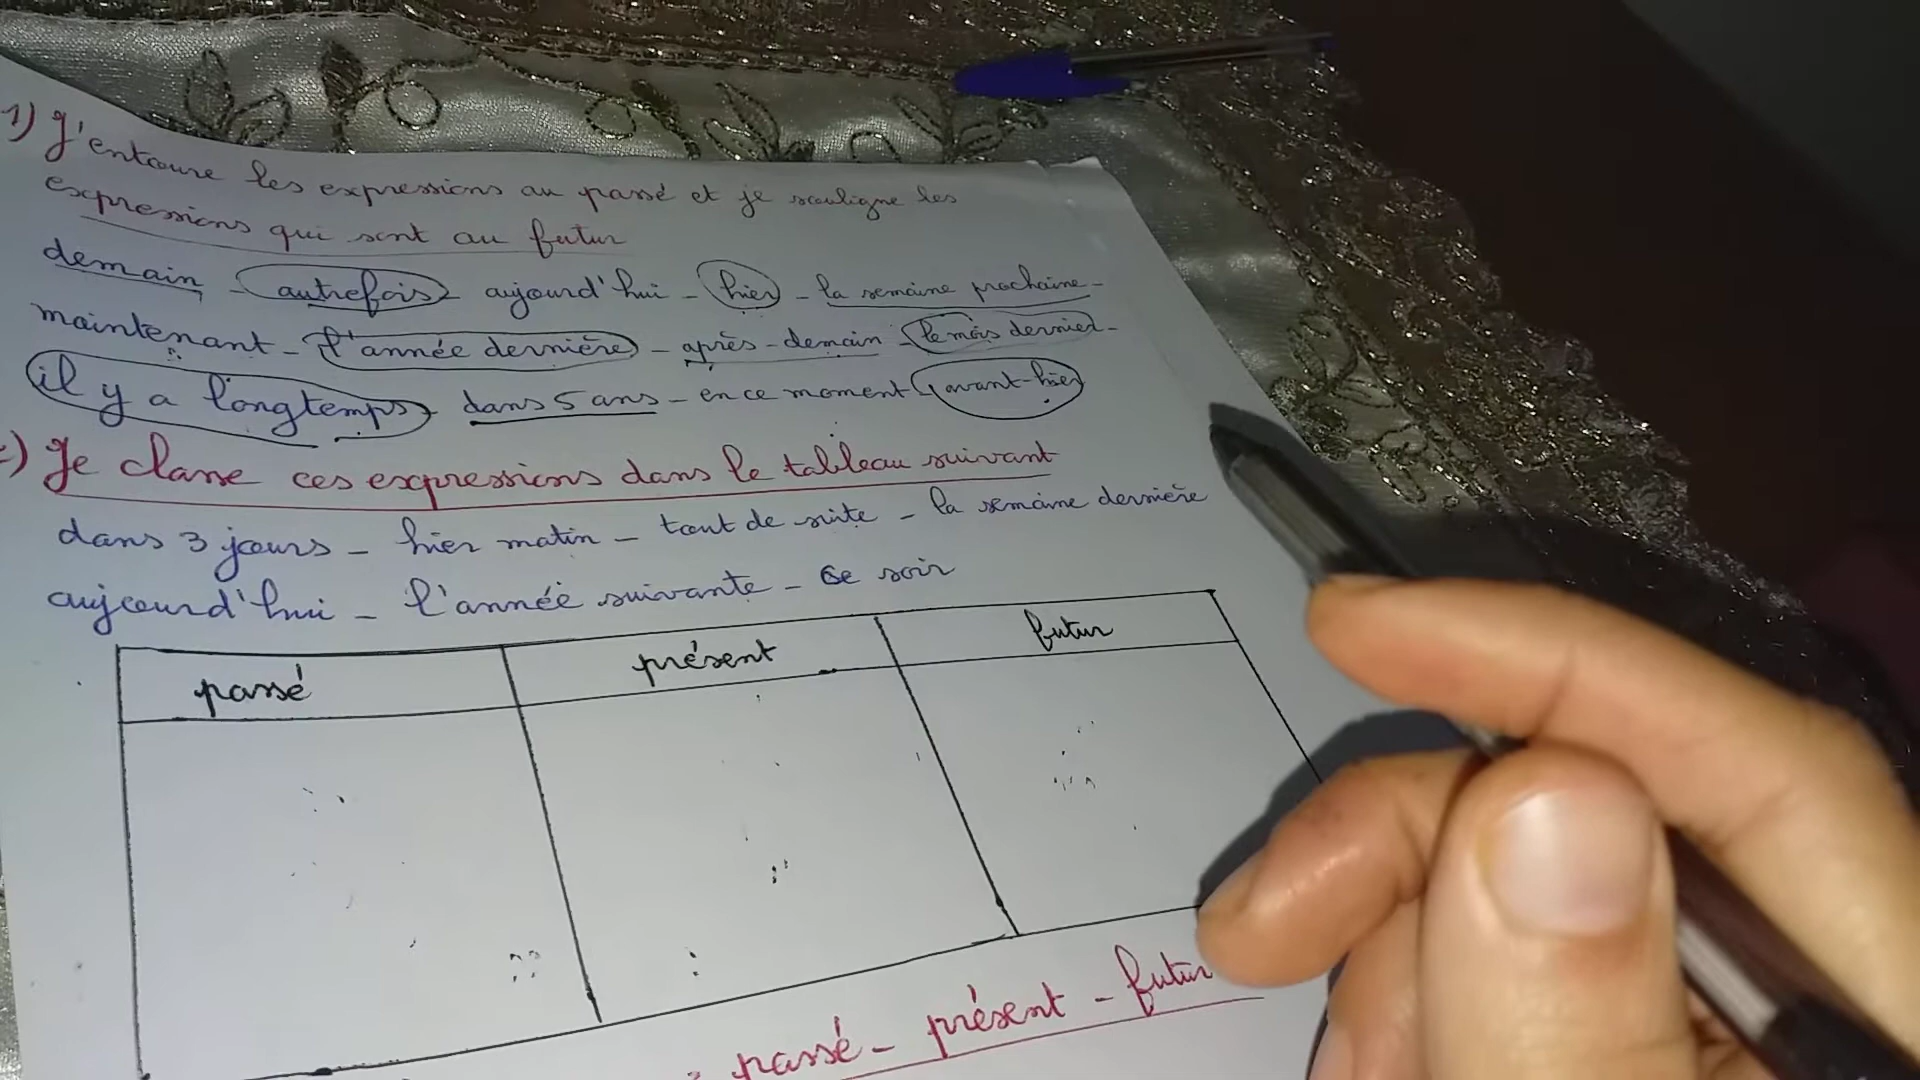 1) J'entoure les expressions au passé et je souligne les
expressions qui sont au futur
demain - autrefois - aujourd'hui - hier - la semaine prochaine -
maintenant - l'année dernière - après-demain - le mois dernier -
il y a longtemps - dans 5 ans - en ce moment - avant-hier
) Je classe ces expressions dans le tableau suivant
dans 3 jours - hier matin - tout de suite - la semaine dernière
aujourd'hui - l'année suivante - ce soir
passé présent futur
passé - présent - futur